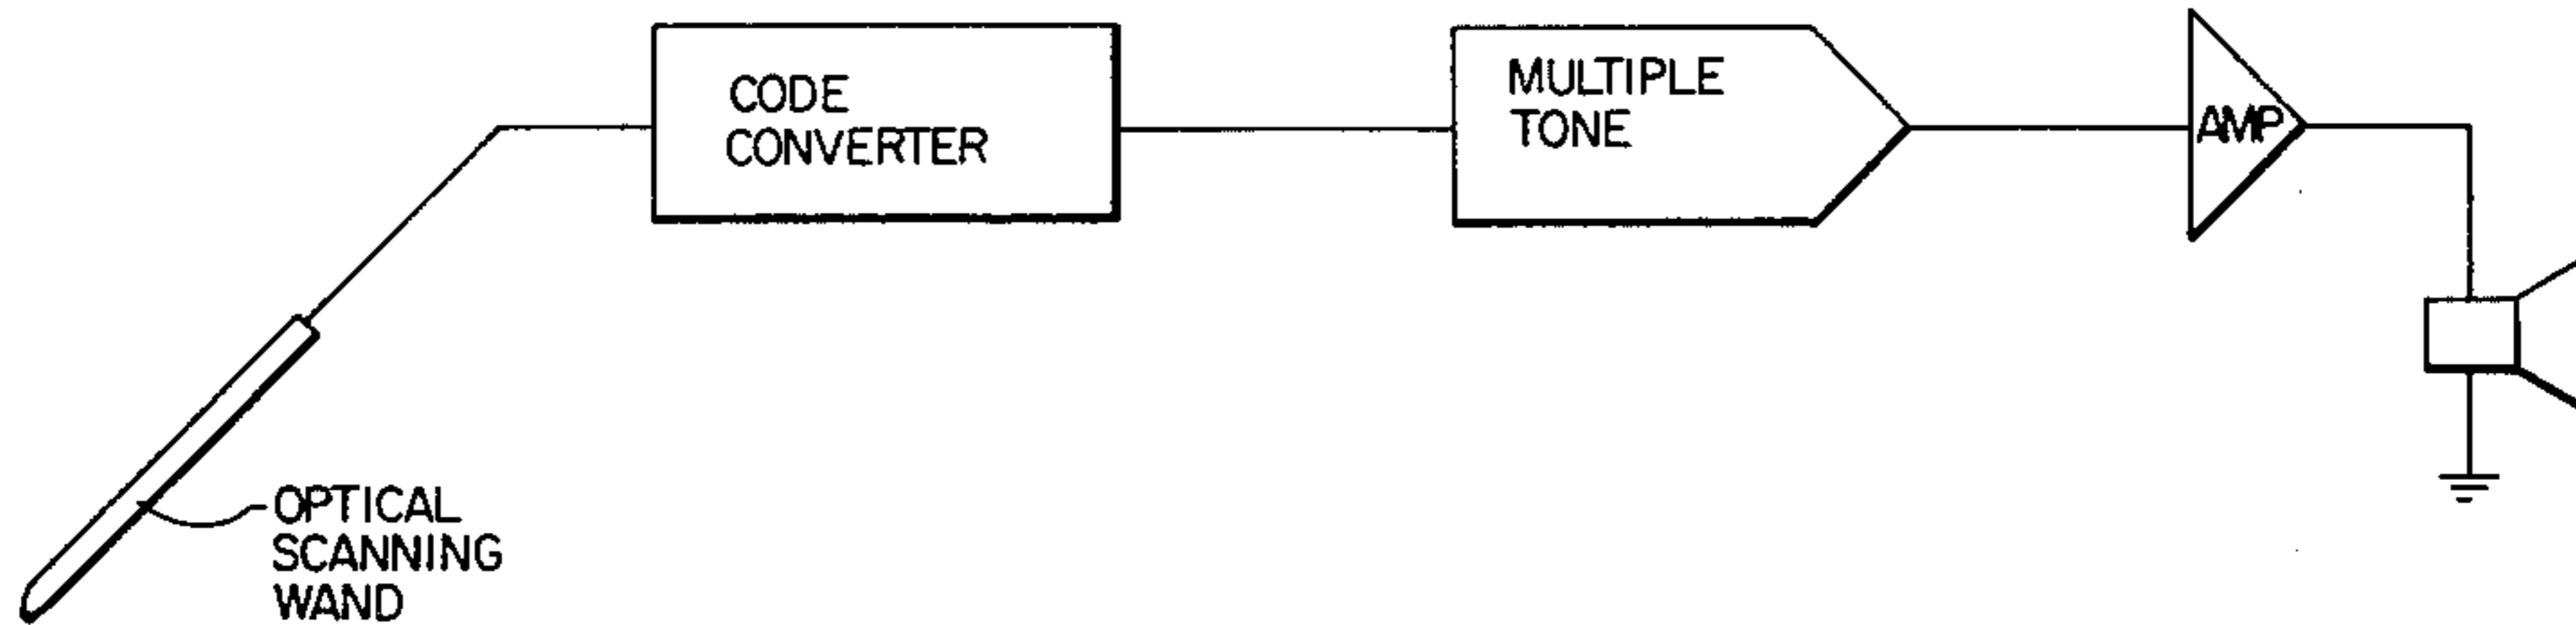 CODE
CONVERTER
MULTIPLE
TONE
AMP
OPTICAL
SCANNING
WAND